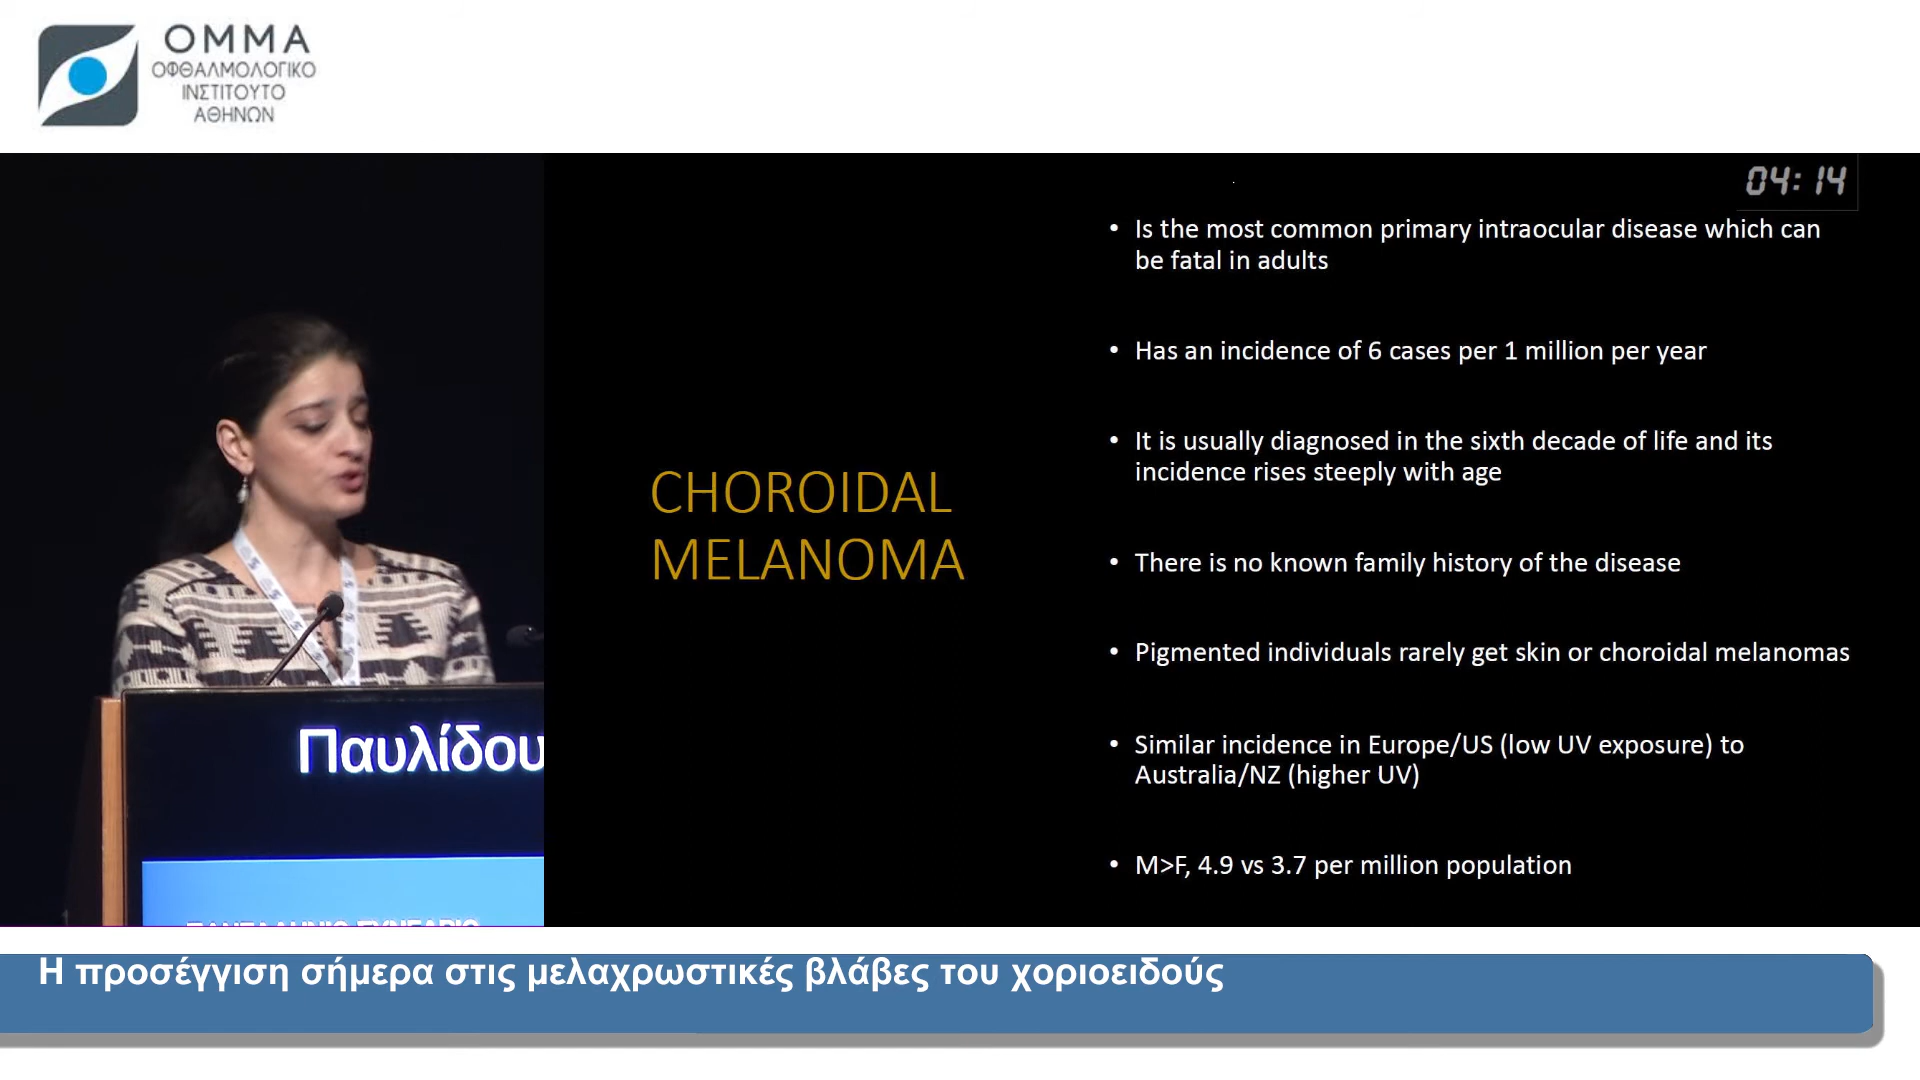 ΟΜΜΑ
ΟΦΘΑΛΜΟΛΟΓΙΚΟ
ΙΝΣΤΙΤΟΥΤΟ
ΑΘΗΝΩΝ
04:14
• Is the most common primary intraocular disease which can
be fatal in adults
• Has an incidence of 6 cases per 1 million per year
• It is usually diagnosed in the sixth decade of life and its
incidence rises steeply with age
• There is no known family history of the disease
• Pigmented individuals rarely get skin or choroidal melanomas
• Similar incidence in Europe/US (low UV exposure) to
Australia/NZ (higher UV)
• M>F, 4.9 vs 3.7 per million population
CHOROIDAL
MELANOMA
Παυλίδου
Η προσέγγιση σήμερα στις μελαχρωστικές βλάβες του χοριοειδούς